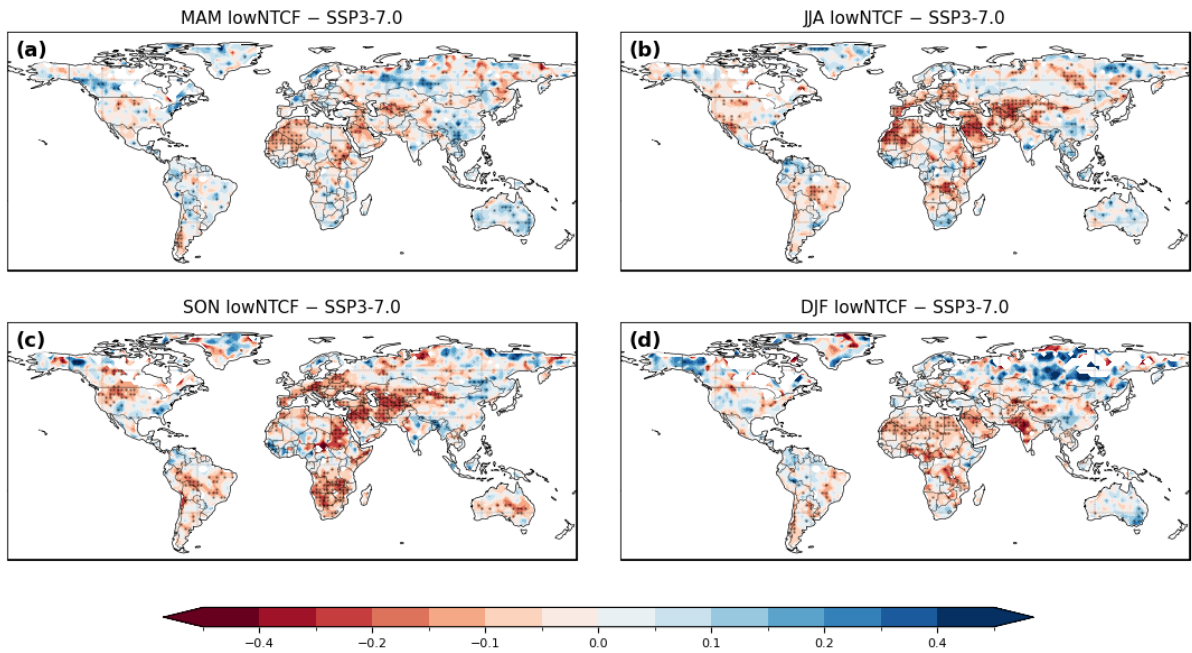 MAM lowNTCF − SSP3-7.0
JJA lowNTCF − SSP3-7.0
(a)
(b)
SON lowNTCF − SSP3-7.0
DJF lowNTCF − SSP3-7.0
(c)
(d)
−0.4 −0.2 −0.1 0.0 0.1 0.2 0.4